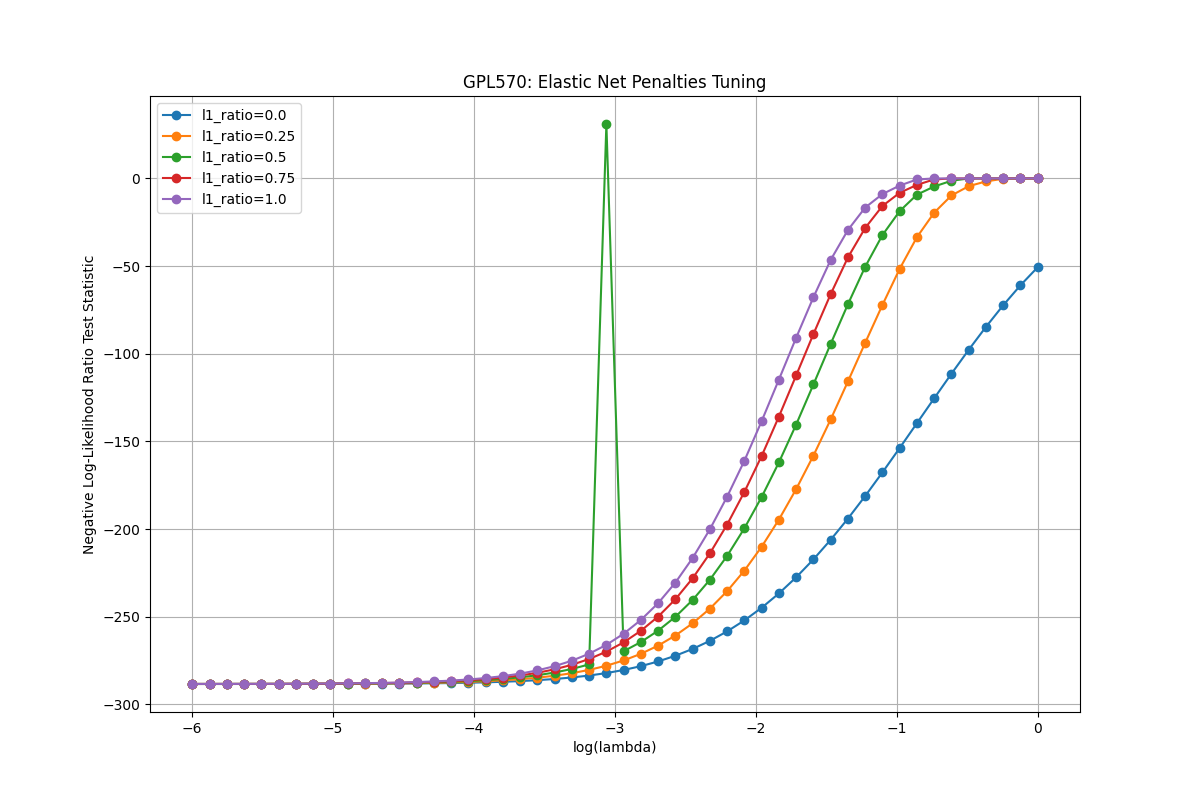 GPL570: Elastic Net Penalties Tuning
l1_ratio=0.0
l1_ratio=0.25
l1_ratio=0.5
l1_ratio=0.75
l1_ratio=1.0
Negative Log-Likelihood Ratio Test Statistic
0
−50
−100
−150
−200
−250
−300
−6 −5 −4 −3 −2 −1 0
log(lambda)